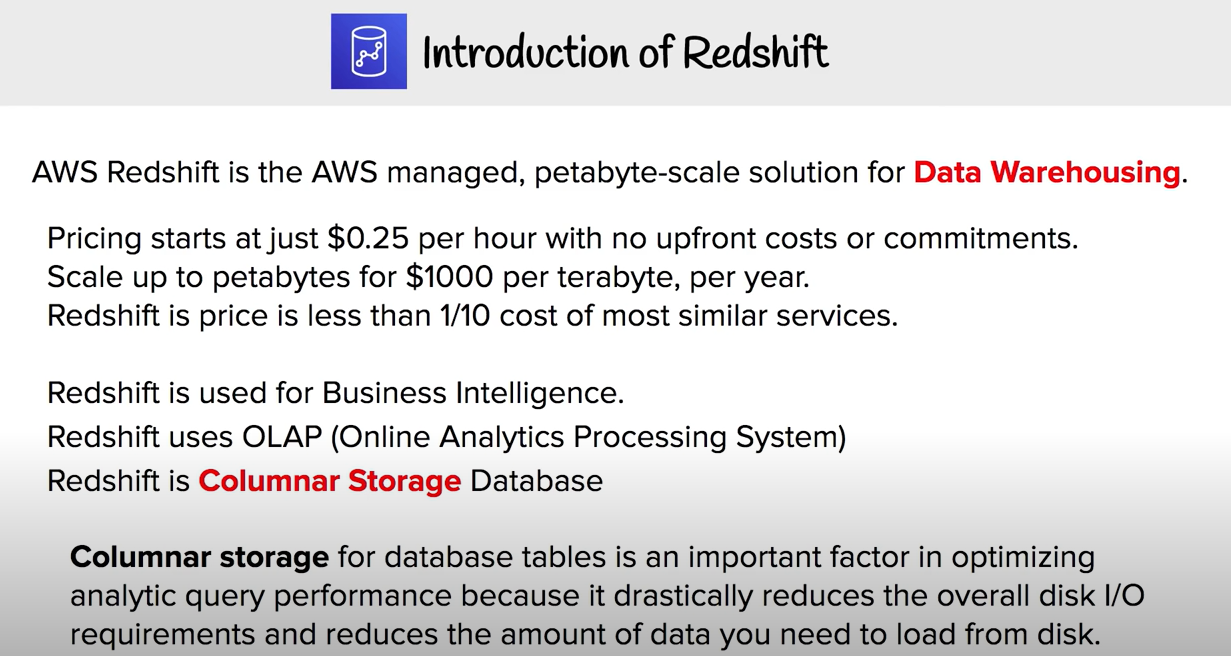 Introduction of Redshift
AWS Redshift is the AWS managed, petabyte-scale solution for Data Warehousing.
Pricing starts at just $0.25 per hour with no upfront costs or commitments.
Scale up to petabytes for $1000 per terabyte, per year.
Redshift is price is less than 1/10 cost of most similar services.
Redshift is used for Business Intelligence.
Redshift uses OLAP (Online Analytics Processing System)
Redshift is Columnar Storage Database
Columnar storage for database tables is an important factor in optimizing
analytic query performance because it drastically reduces the overall disk I/O
requirements and reduces the amount of data you need to load from disk.